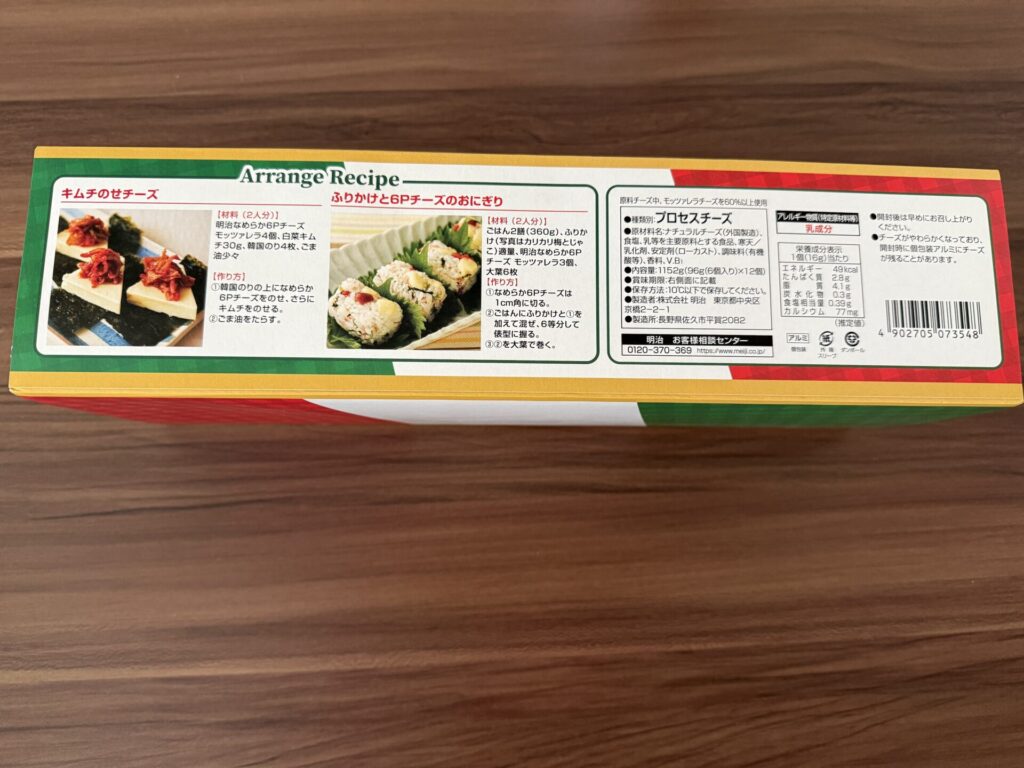 Arrange Recipe
キムチのせチーズ
【材料(2人分)】
明治なめらか6Pチーズ
モッツァレラ4個、白菜キム
チ30g、韓国のり4枚、ごま
油少々
【作り方】
①韓国のりの上になめらか
6Pチーズをのせ、さらに
キムチをのせる。
②ごま油をたらす。
ふりかけと6Pチーズのおにぎり
【材料(2人分)】
ごはん2膳(360g)、ふりか
け(写真はカリカリ梅とじゃ
こ)適量、明治なめらか6Pチ
ーズ モッツァレラ3個、
大葉6枚
【作り方】
①なめらか6Pチーズは
1cm角に切る。
②ごはんにふりかけと①を
加えて混ぜ、6等分して
俵型に握る。
③②を大葉で巻く。
原料チーズ中、モッツァレラチーズを60%以上使用
●種類別:プロセスチーズ
●原材料名:ナチュラルチーズ(外国製造)、
食塩、乳等を主要原料とする食品、寒天/
乳化剤、安定剤(ローカスト)、調味料(有機
酸等)、香料、V.B₁
●内容量:1152g(96g(6個入り)×12個)
●賞味期限:右側面に記載
●保存方法:10℃以下で保存してください。
●製造者:株式会社 明治 東京都中央区
京橋2-2-1
●製造所:長野県佐久市平賀2082
明治 お客様相談センター
0120-370-369 https://www.meiji.co.jp/
アレルギー物質(特定原材料等)
乳成分
栄養成分表示
1個(16g)当たり
エネルギー 49kcal
たんぱく質 2.8g
脂質 4.1g
炭水化物 0.3g
食塩相当量 0.39g
カルシウム 77mg
(推定値)
アルミ 紙 紙
個包装 外箱・スリーブ ダンボール
●開封後は早めにお召し上がり
ください。
●チーズがやわらかくなっており、
開封時に個包装アルミにチーズ
が残ることがあります。
4 902705 073548